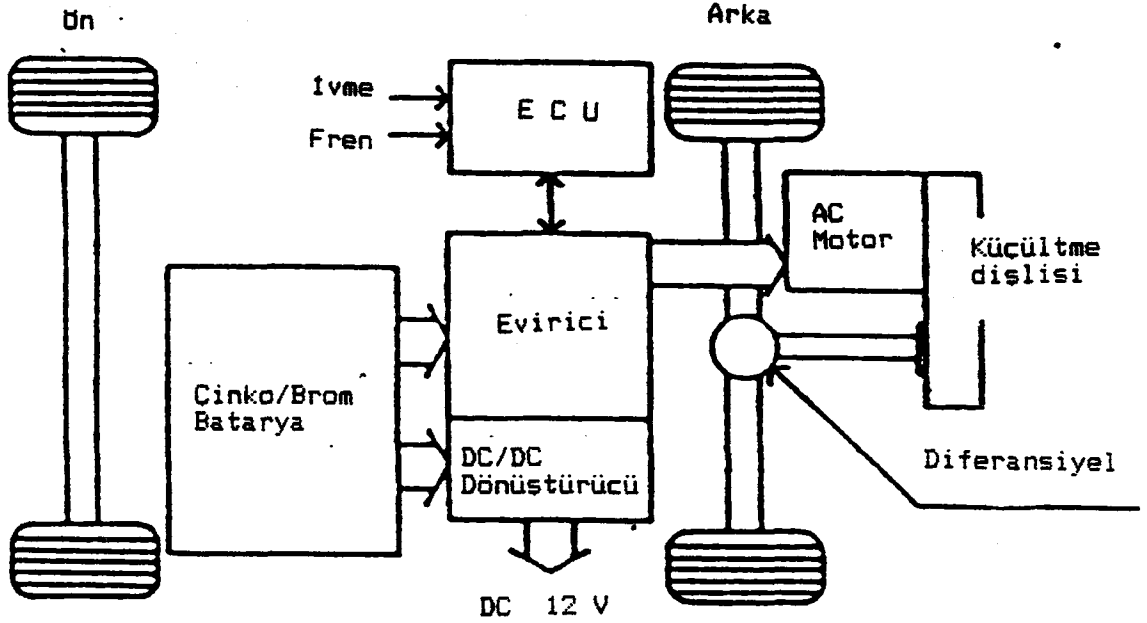 Ön
Arka
İvme
Fren
E C U
AC
Motor
Küçültme
dişlisi
Evirici
Çinko/Brom
Batarya
DC/DC
Dönüştürücü
Diferansiyel
DC 12 V